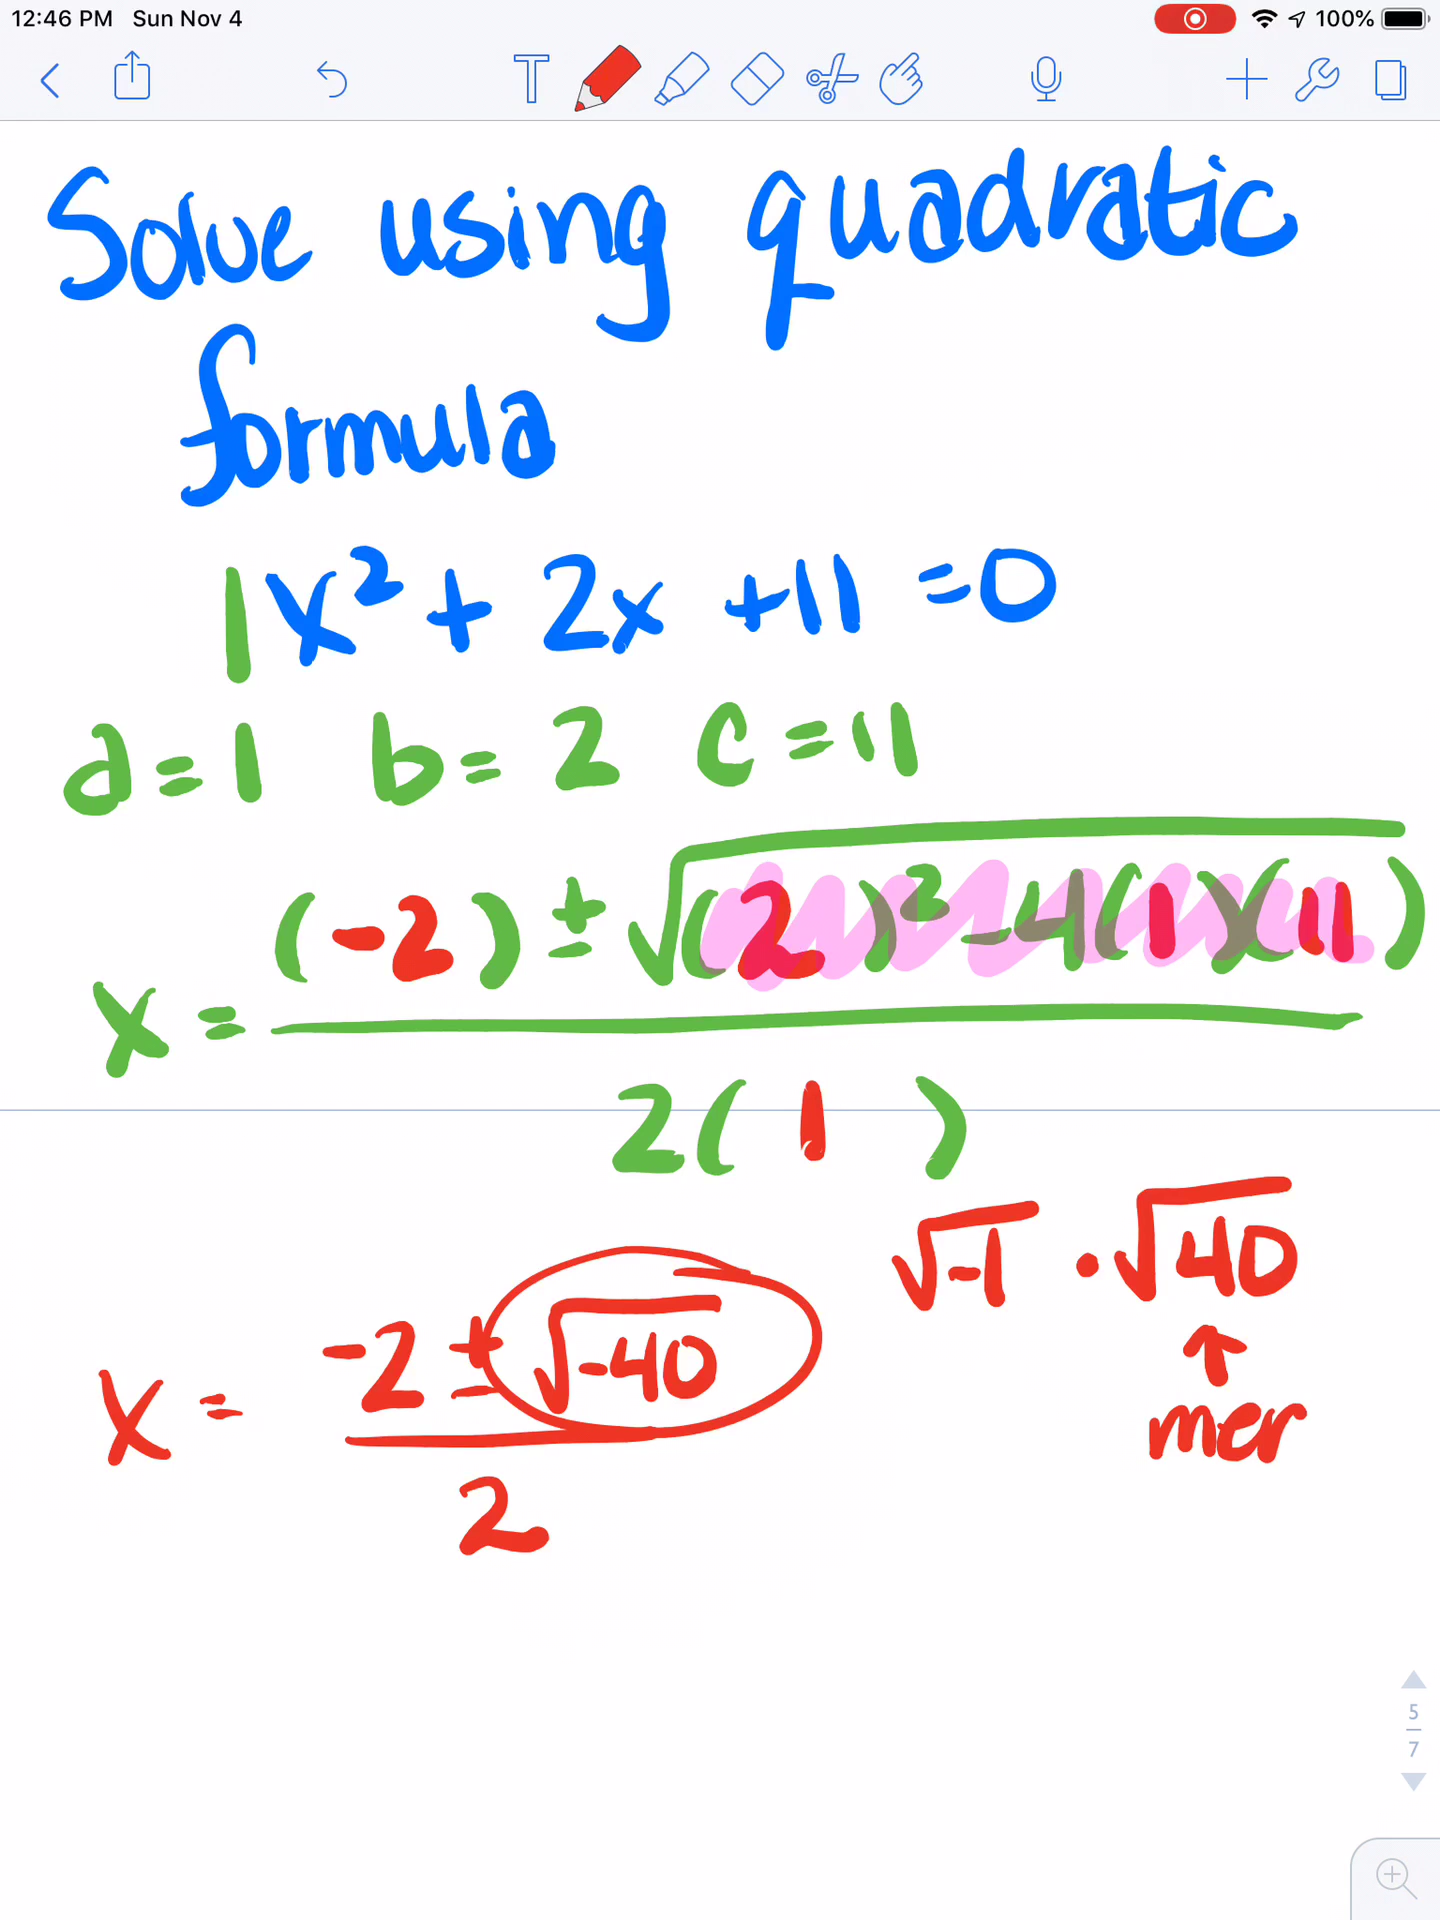 12:46 PM Sun Nov 4 100%
T
Solve using quadratic
formula
1x² + 2x +11 =0
a=1 b=2 c=11
x = (-2) ± √(2)²-4(1)(11)
2(1)
√-1 · √40
x = -2 ± √-40
mer
2
5
7